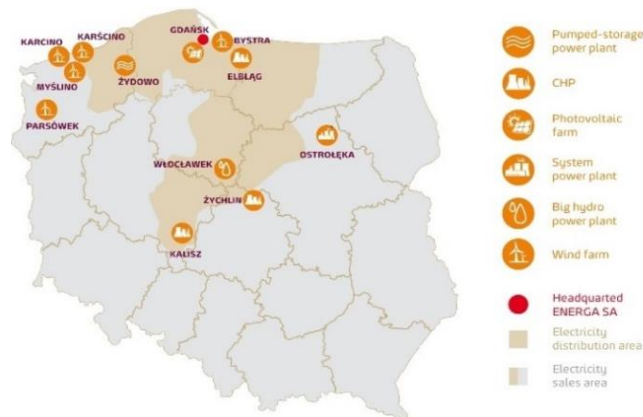 KARCINO
KARŚCINO
GDAŃSK
BYSTRA
MYŚLINO
ŻYDOWO
ELBLĄG
PARSÓWEK
OSTROŁĘKA
WŁOCŁAWEK
ŻYCHLIN
KALISZ
Pumped-storage
power plant
CHP
Photovoltaic
farm
System
power plant
Big hydro
power plant
Wind farm
Headquarted
ENERGA SA
Electricity
distribution area
Electricity
sales area